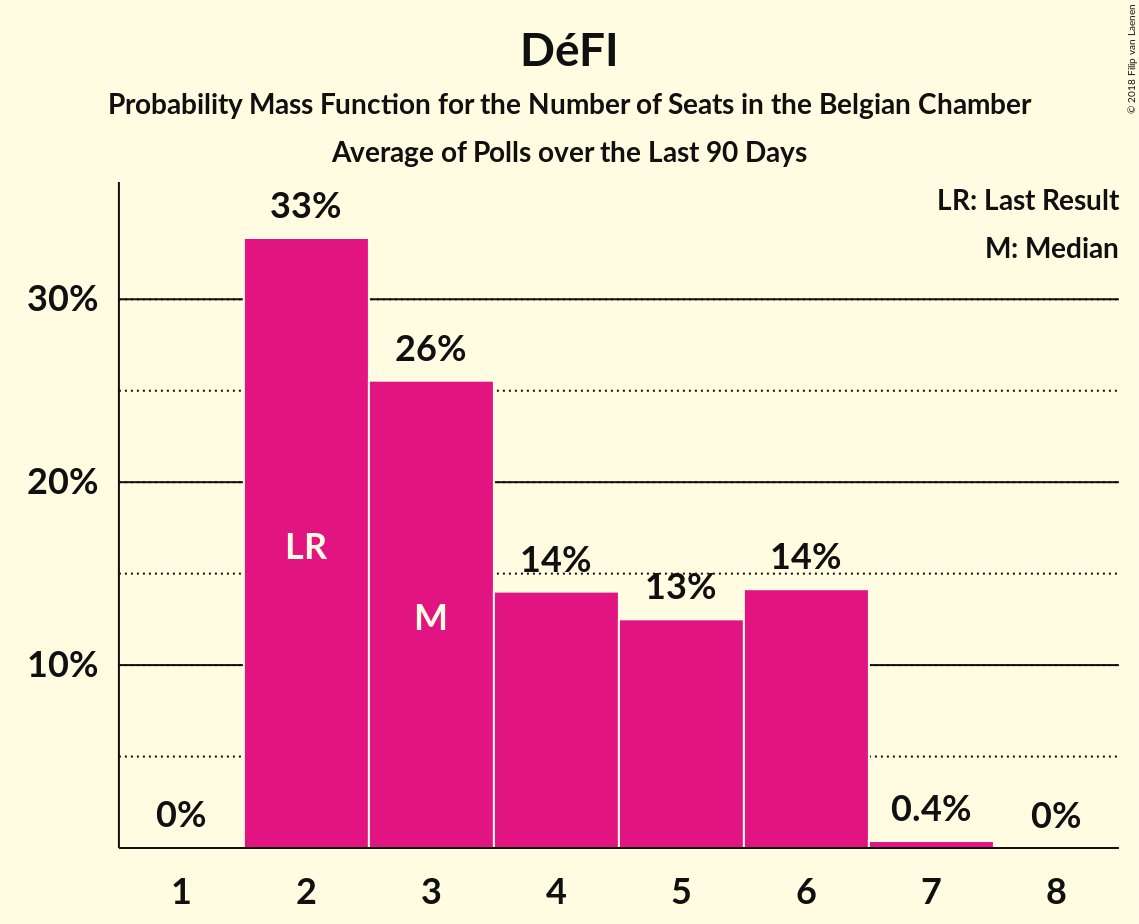 DéFI
Probability Mass Function for the Number of Seats in the Belgian Chamber
Average of Polls over the Last 90 Days
© 2018 Filip van Laenen
LR: Last Result
M: Median
33%
30%
26%
20%
LR
14%
13%
14%
M
10%
0%
0.4%
0%
1 2 3 4 5 6 7 8